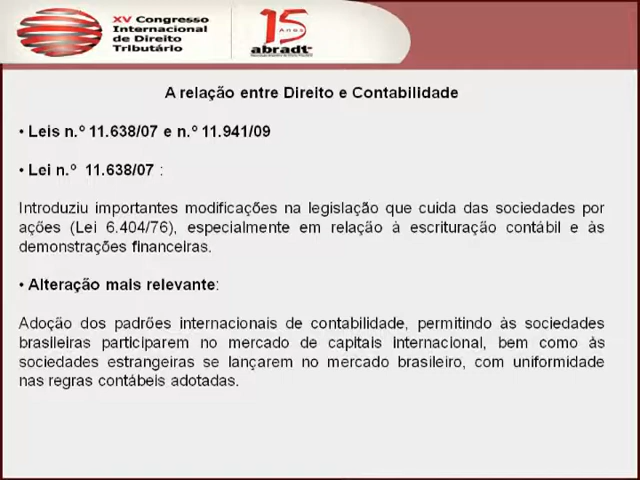 XV Congresso
Internacional
de Direito
Tributário
15
Anos
abradt
A relação entre Direito e Contabilidade
• Leis n.º 11.638/07 e n.º 11.941/09
• Lei n.º 11.638/07 :
Introduziu importantes modificações na legislação que cuida das sociedades por
ações (Lei 6.404/76), especialmente em relação à escrituração contábil e às
demonstrações financeiras.
• Alteração mais relevante:
Adoção dos padrões internacionais de contabilidade, permitindo às sociedades
brasileiras participarem no mercado de capitais internacional, bem como às
sociedades estrangeiras se lançarem no mercado brasileiro, com uniformidade
nas regras contábeis adotadas.